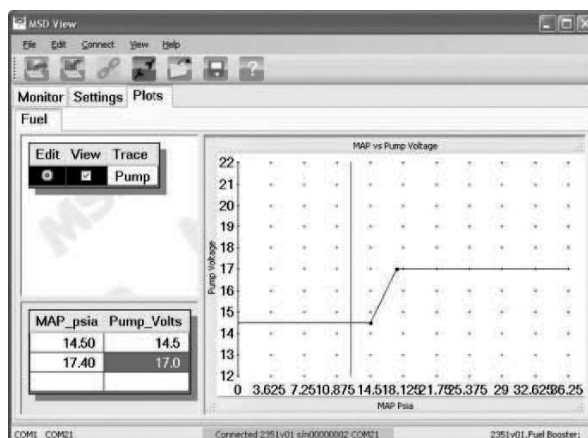 MSD View
File Edit Connect View Help
Monitor Settings Plots
Fuel
Edit View Trace
Pump
MAP_psia Pump_Volts
14.50 14.5
17.40 17.0
MAP vs Pump Voltage
Pump Voltage
22
21
20
19
18
17
16
15
14
13
12
0 3.625 7.25 10.875 14.5 18.125 21.75 25.375 29 32.625 36.25
MAP Psia
COM1 COM21 Connected 2351v01 s/n00000002 COM21 2351v01.Fuel Booster: